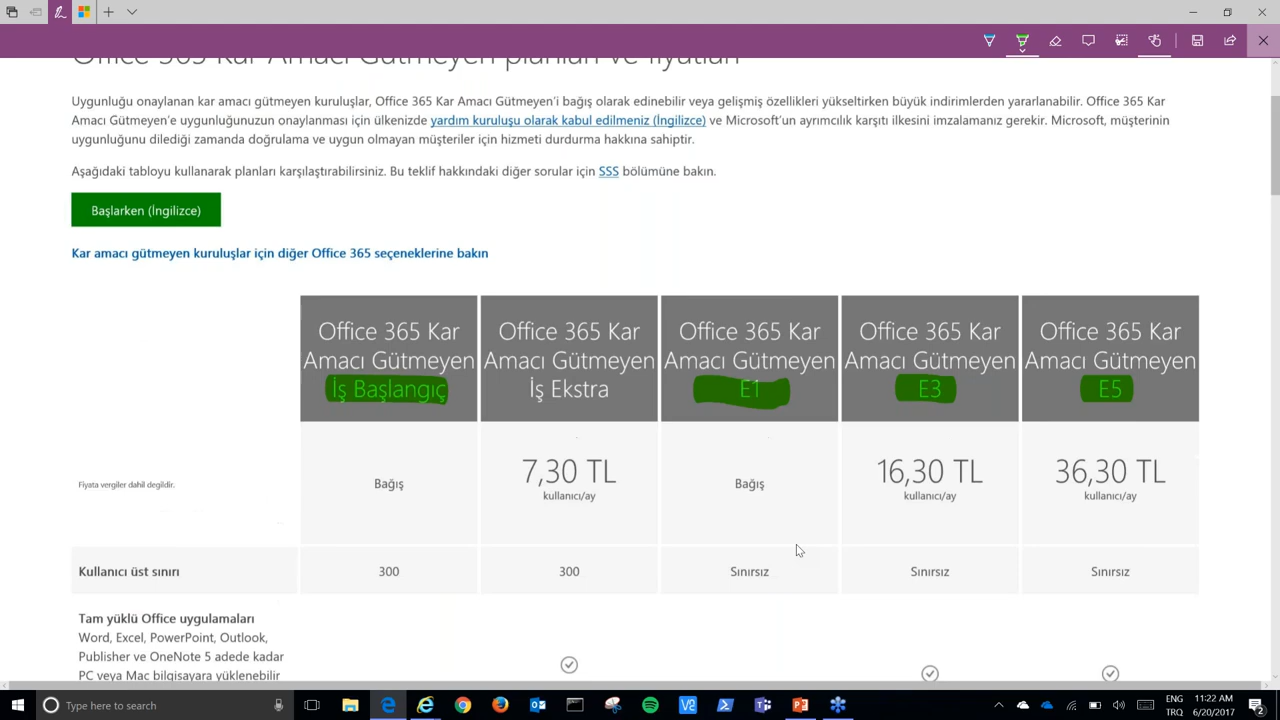 Office 365 Kar Amacı Gütmeyen planları ve fiyatları
Uygunluğu onaylanan kar amacı gütmeyen kuruluşlar, Office 365 Kar Amacı Gütmeyen'i bağış olarak edinebilir veya gelişmiş özellikleri yükseltirken büyük indirimlerden yararlanabilir. Office 365
Kar Amacı Gütmeyen'e uygunluğunuzun onaylanması için ülkenizde yardım kuruluşu olarak kabul edilmeniz (İngilizce) ve Microsoft'un ayrımcılık karşıtı ilkesini imzalamanız gerekir. Microsoft, müşterinin
uygunluğunu dilediği zamanda doğrulama ve uygun olmayan müşteriler için hizmeti durdurma hakkına sahiptir.
Aşağıdaki tabloyu kullanarak planları karşılaştırabilirsiniz. Bu teklif hakkındaki diğer sorular için SSS bölümüne bakın.
Başlarken (İngilizce)
Kar amacı gütmeyen kuruluşlar için diğer Office 365 seçeneklerine bakın
Office 365 Kar
Amacı Gütmeyen
İş Başlangıç
Office 365 Kar
Amacı Gütmeyen
İş Ekstra
Office 365 Kar
Amacı Gütmeyen
E1
Office 365 Kar
Amacı Gütmeyen
E3
Office 365 Kar
Amacı Gütmeyen
E5
Fiyata vergiler dahil degildir.
Bağış
7,30 TL
kullanıcı/ay
Bağış
16,30 TL
kullanıcı/ay
36,30 TL
kullanıcı/ay
Kullanıcı üst sınırı
300
300
Sınırsız
Sınırsız
Sınırsız
Tam yüklü Office uygulamaları
Word, Excel, PowerPoint, Outlook,
Publisher ve OneNote 5 adede kadar
PC veya Mac bilgisayara yüklenebilir
Type here to search
ENG
TRQ
11:22 AM
6/20/2017
2